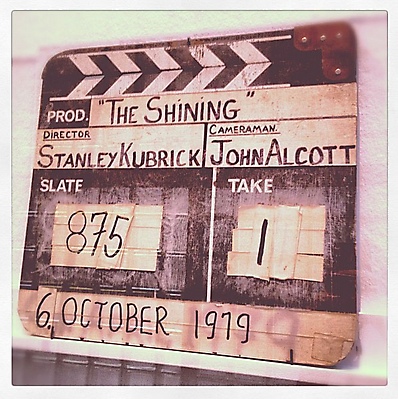 PROD. "THE SHINING"
DIRECTOR CAMERAMAN.
STANLEY KUBRICK JOHN ALCOTT
SLATE TAKE
875 1
6. OCTOBER 1979